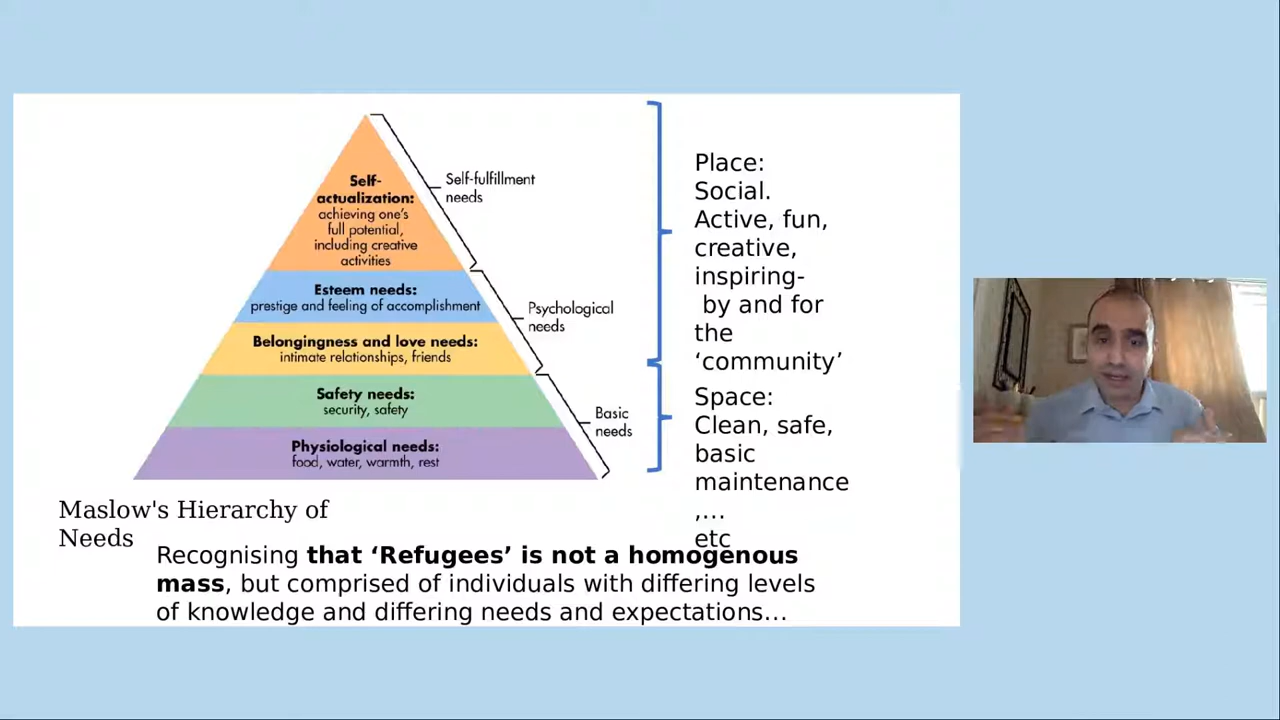 Self-
actualization:
achieving one's
full potential,
including creative
activities
Self-fulfillment
needs
Esteem needs:
prestige and feeling of accomplishment
Psychological
needs
Belongingness and love needs:
intimate relationships, friends
Safety needs:
security, safety
Basic
needs
Physiological needs:
food, water, warmth, rest
Place:
Social.
Active, fun,
creative,
inspiring-
by and for
the
‘community’
Space:
Clean, safe,
basic
maintenance
,...
etc
Maslow's Hierarchy of
Needs
Recognising that ‘Refugees’ is not a homogenous
mass, but comprised of individuals with differing levels
of knowledge and differing needs and expectations...